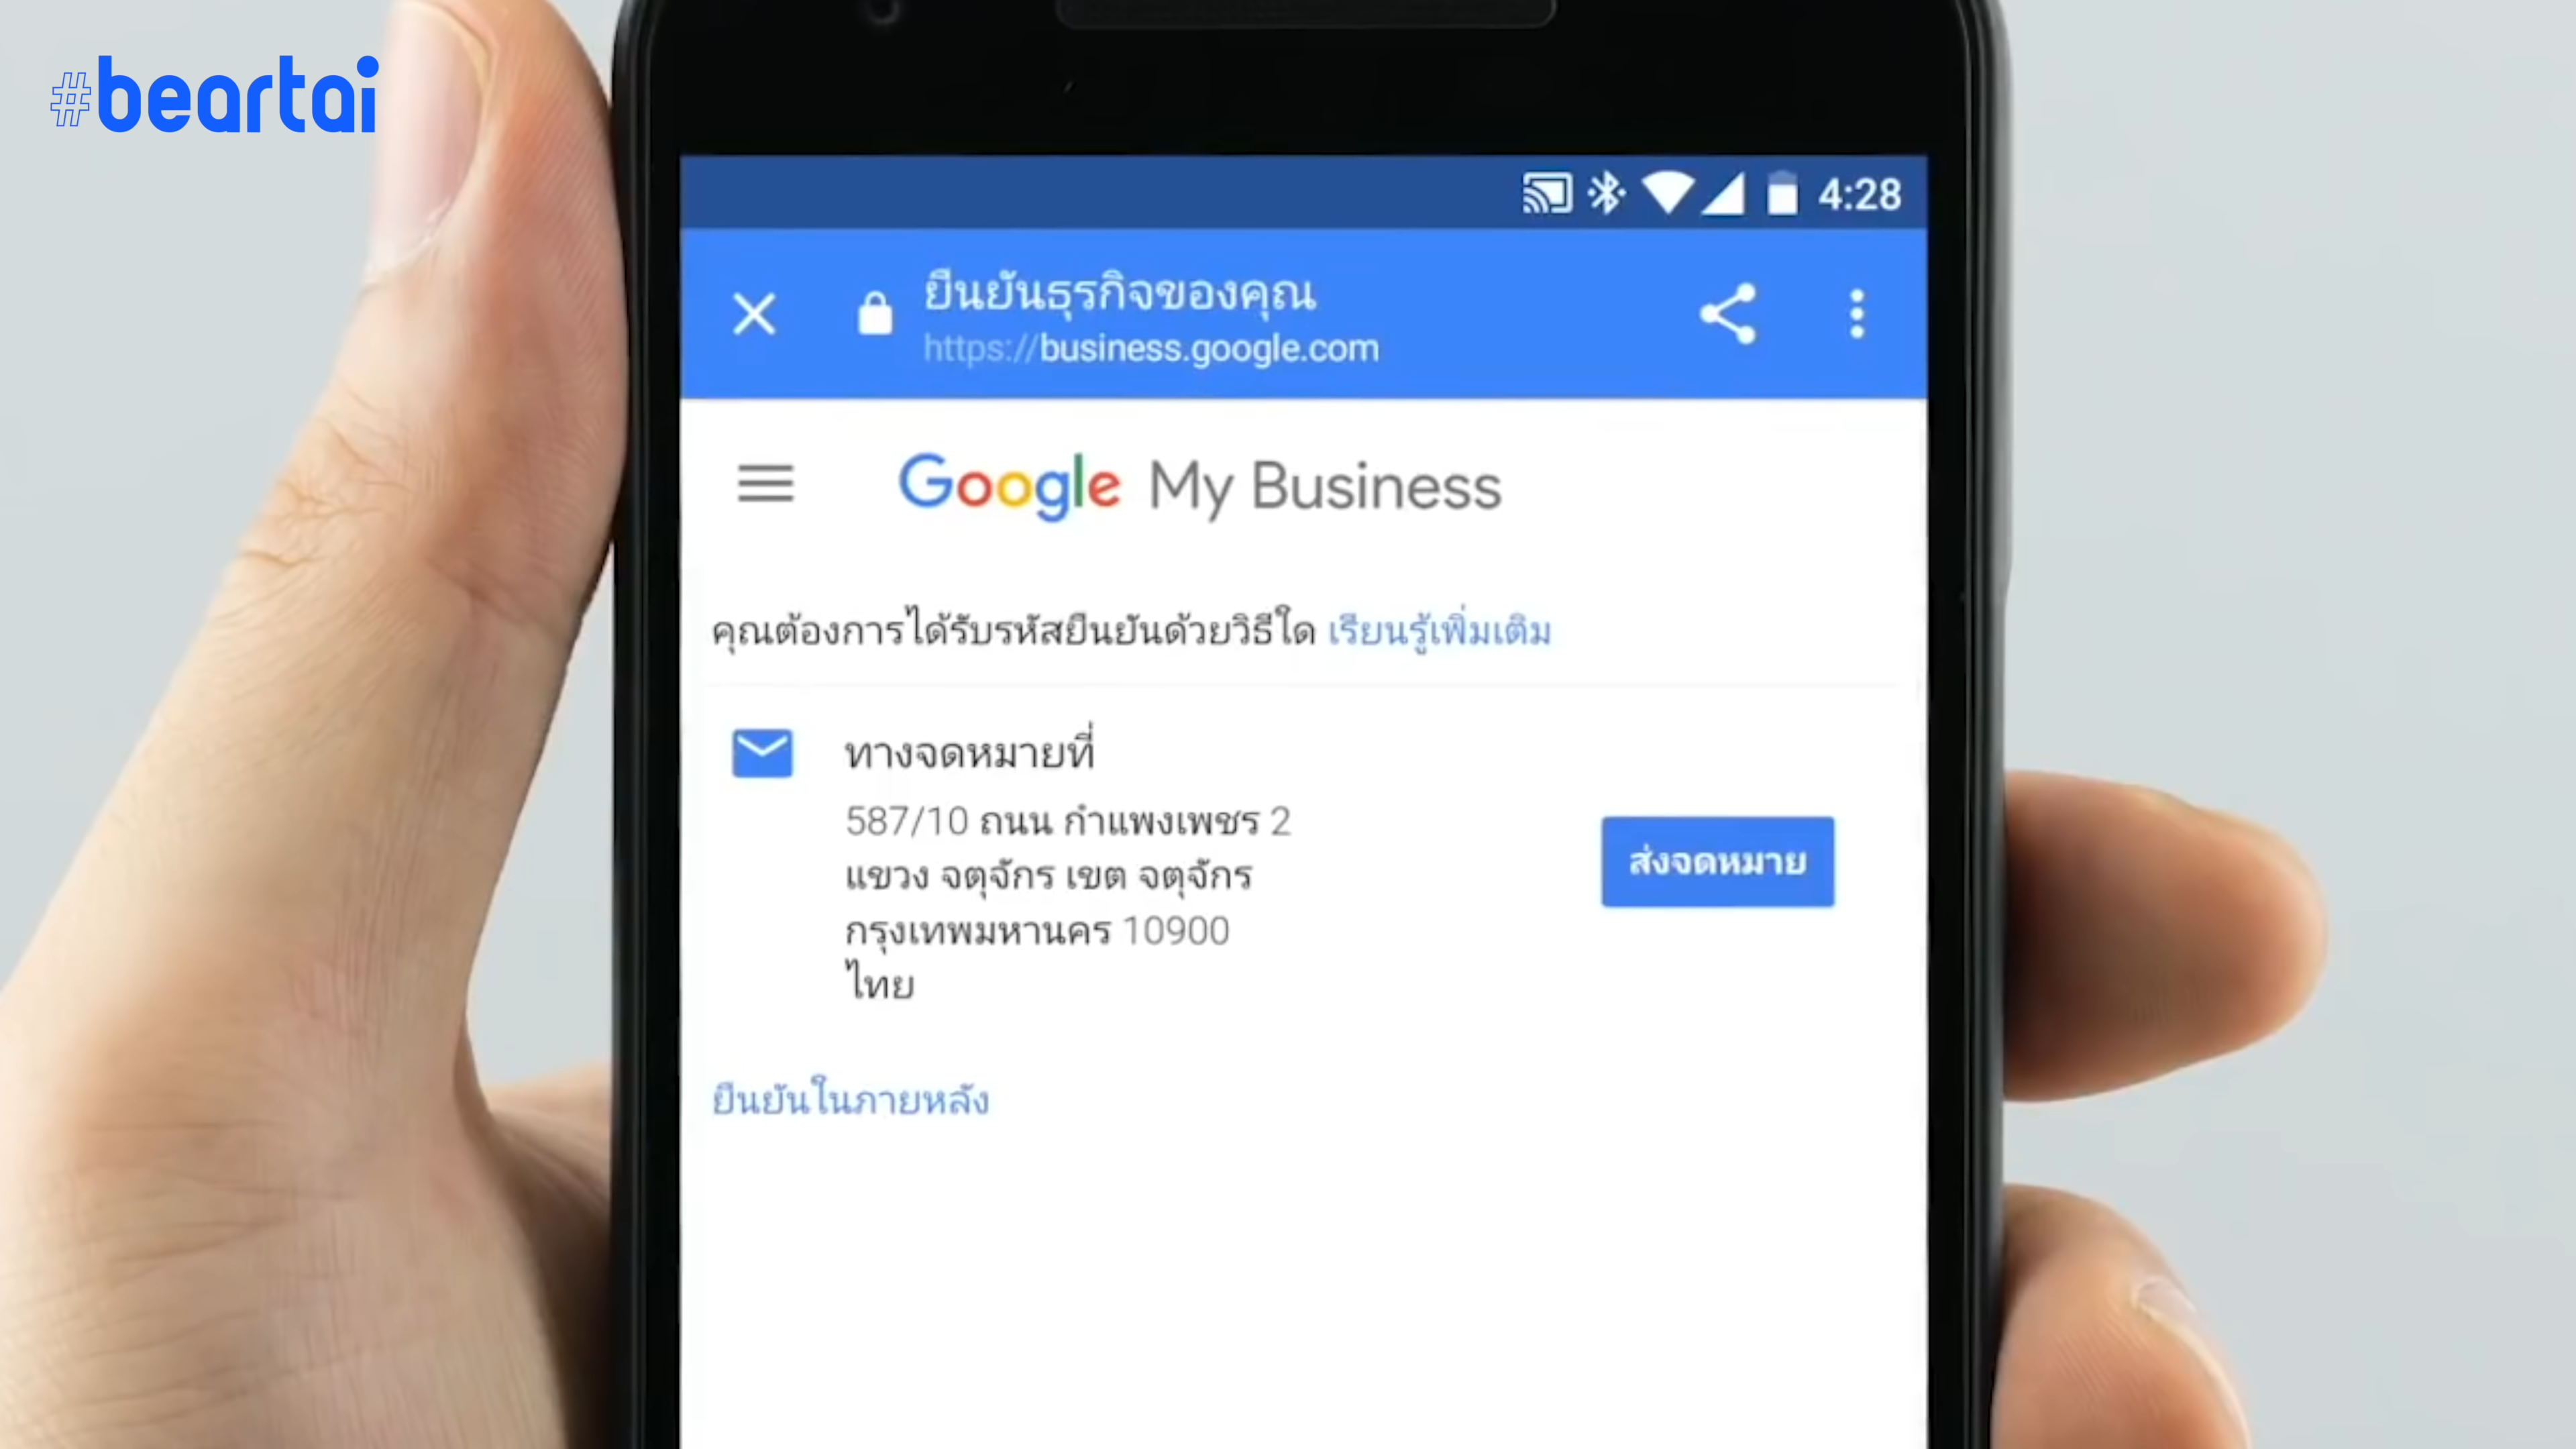 #beartai
4:28
ยืนยันธุรกิจของคุณ
https://business.google.com
Google My Business
คุณต้องการได้รับรหัสยืนยันด้วยวิธีใด เรียนรู้เพิ่มเติม
ทางจดหมายที่
587/10 ถนน กำแพงเพชร 2
แขวง จตุจักร เขต จตุจักร
กรุงเทพมหานคร 10900
ไทย
ส่งจดหมาย
ยืนยันในภายหลัง